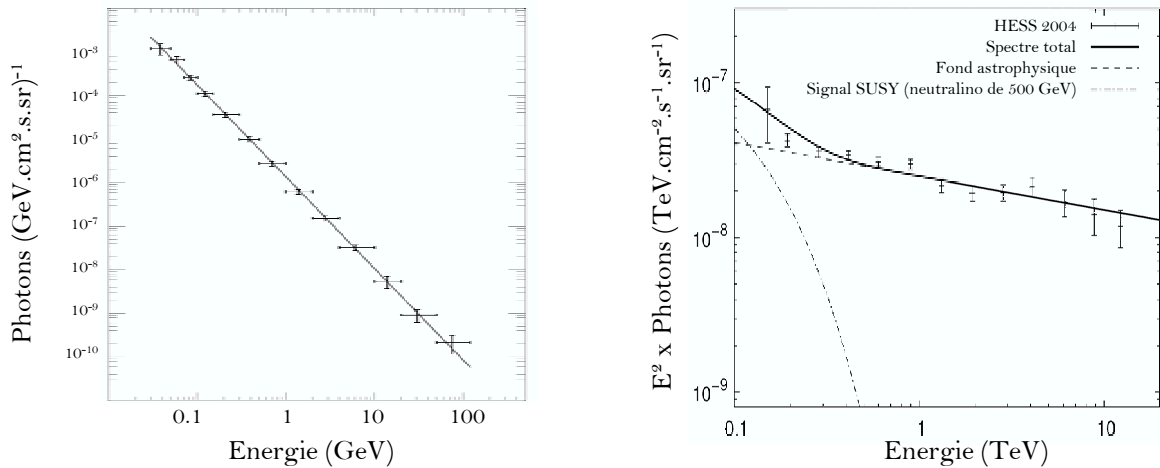 Photons (GeV.cm².s.sr)⁻¹
10⁻³
10⁻⁴
10⁻⁵
10⁻⁶
10⁻⁷
10⁻⁸
10⁻⁹
10⁻¹⁰
0.1 1 10 100
Energie (GeV)
E² x Photons (TeV.cm⁻².s⁻¹.sr⁻¹)
HESS 2004
Spectre total
Fond astrophysique
Signal SUSY (neutralino de 500 GeV)
10⁻⁷
10⁻⁸
10⁻⁹
0.1 1 10
Energie (TeV)